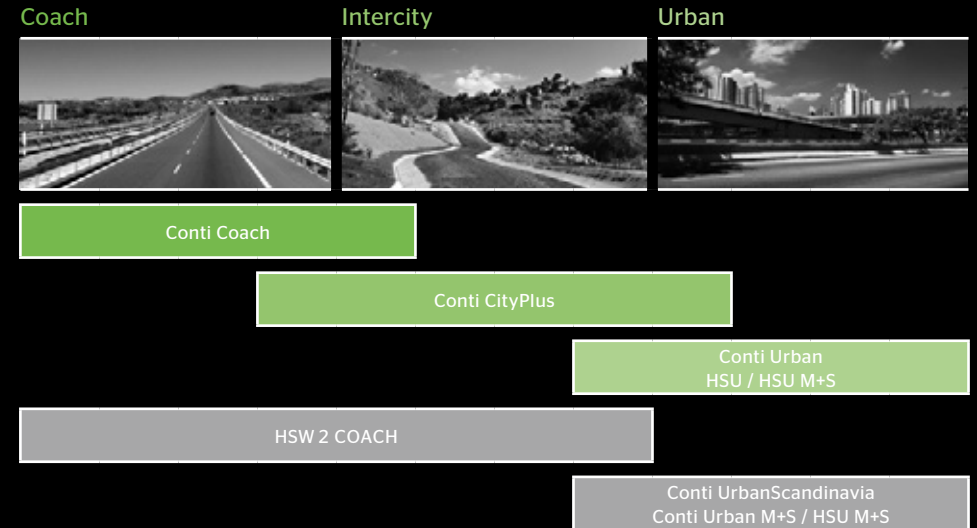 Coach
Intercity
Urban
Conti Coach
Conti CityPlus
Conti Urban
HSU / HSU M+S
HSW 2 COACH
Conti UrbanScandinavia
Conti Urban M+S / HSU M+S